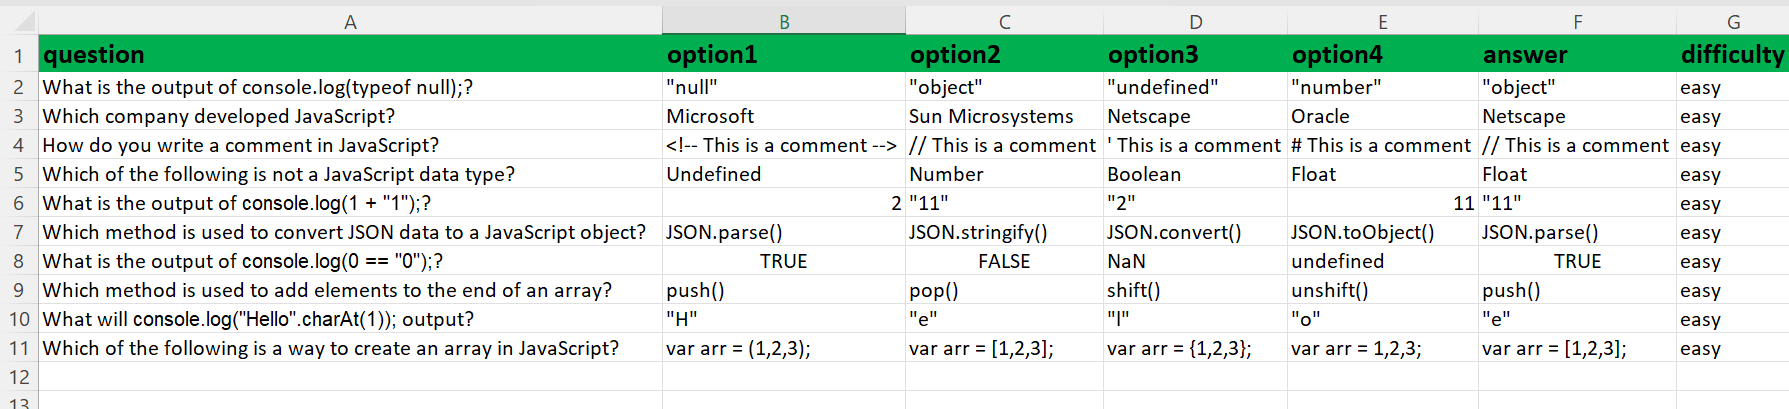 A B C D E F G
1 question option1 option2 option3 option4 answer difficulty
2 What is the output of console.log(typeof null);? "null" "object" "undefined" "number" "object" easy
3 Which company developed JavaScript? Microsoft Sun Microsystems Netscape Oracle Netscape easy
4 How do you write a comment in JavaScript? <!-- This is a comment --> // This is a comment ' This is a comment # This is a comment // This is a comment easy
5 Which of the following is not a JavaScript data type? Undefined Number Boolean Float Float easy
6 What is the output of console.log(1 + "1");? 2 "11" "2" 11 "11" easy
7 Which method is used to convert JSON data to a JavaScript object? JSON.parse() JSON.stringify() JSON.convert() JSON.toObject() JSON.parse() easy
8 What is the output of console.log(0 == "0");? TRUE FALSE NaN undefined TRUE easy
9 Which method is used to add elements to the end of an array? push() pop() shift() unshift() push() easy
10 What will console.log("Hello".charAt(1)); output? "H" "e" "l" "o" "e" easy
11 Which of the following is a way to create an array in JavaScript? var arr = (1,2,3); var arr = [1,2,3]; var arr = {1,2,3}; var arr = 1,2,3; var arr = [1,2,3]; easy
12
13